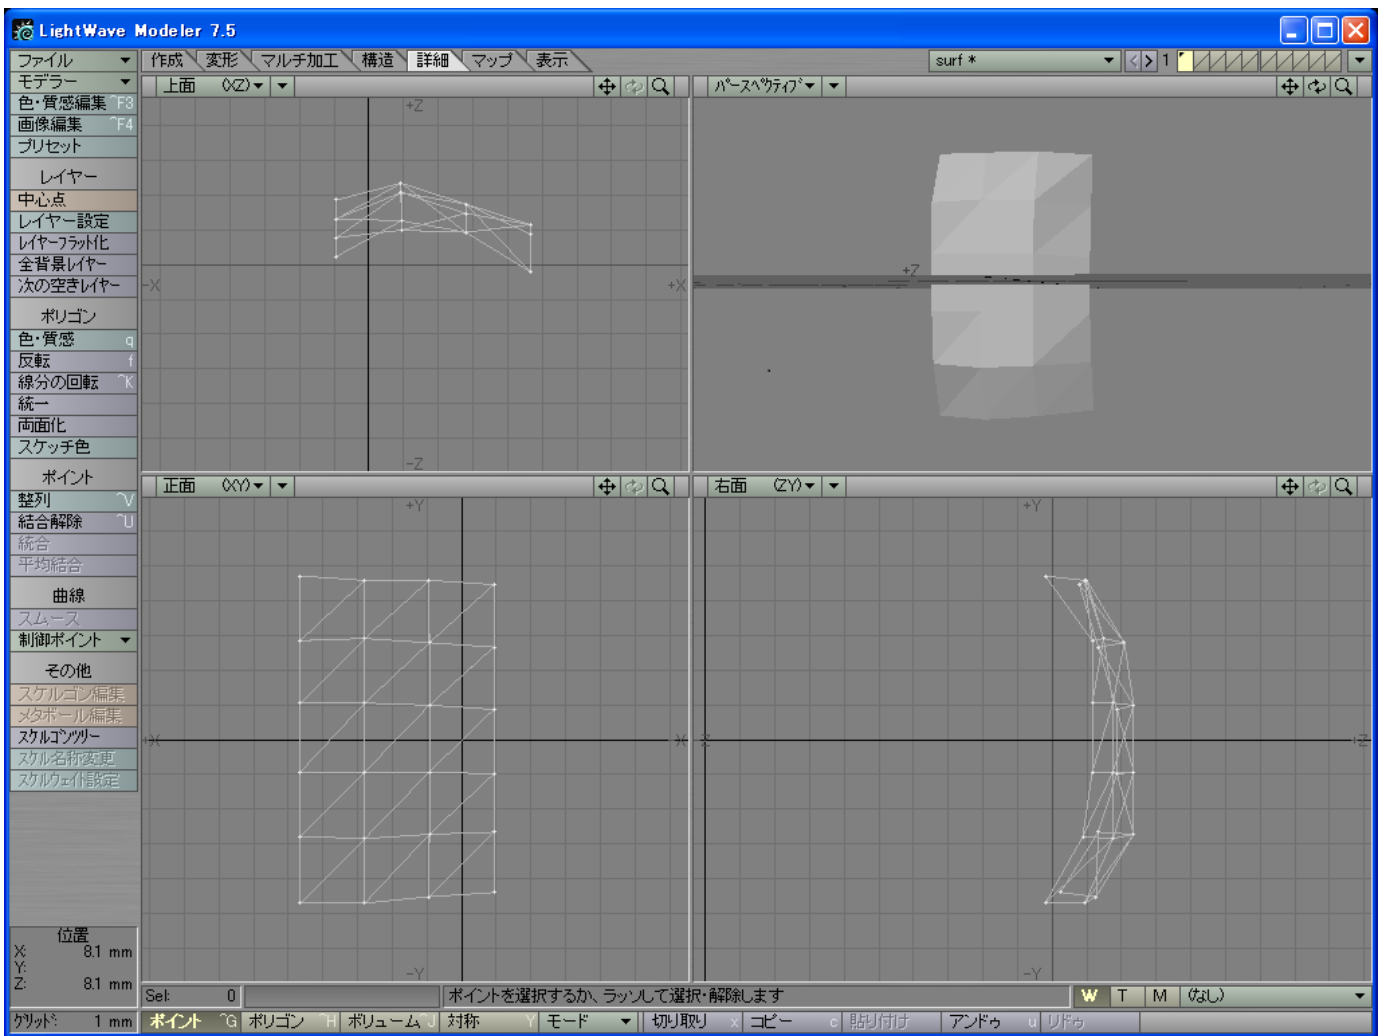 LightWave Modeler 7.5
ファイル
作成 変形 マルチ加工 構造 詳細 マップ 表示
surf *
1
モデラー
色・質感編集 ^F3
画像編集 ^F4
プリセット
レイヤー
中心点
レイヤー設定
レイヤーフラット化
全背景レイヤー
次の空きレイヤー
ポリゴン
色・質感 q
反転 f
線分の回転 ^K
統一
両面化
スケッチ色
ポイント
整列 ^V
結合解除 ^U
統合
平均結合
曲線
スムース
制御ポイント
その他
スケルゴン編集
メタボール編集
スケルゴンツリー
スケル名称変更
スケルウェイト設定
上面 (XZ)
+Z
-X
+X
-Z
パースペクティブ
+Z
正面 (XY)
+Y
+X
-X
-Y
右面 (ZY)
+Y
-Z
+Z
-Y
位置
X: 8.1 mm
Y:
Z: 8.1 mm
Sel: 0
ポイントを選択するか、ラッソして選択・解除します
W T M (なし)
グリッド: 1 mm
ポイント ^G ポリゴン ^H ボリューム ^J 対称 Y モード 切り取り x コピー c 貼り付け アンドゥ u リドゥ